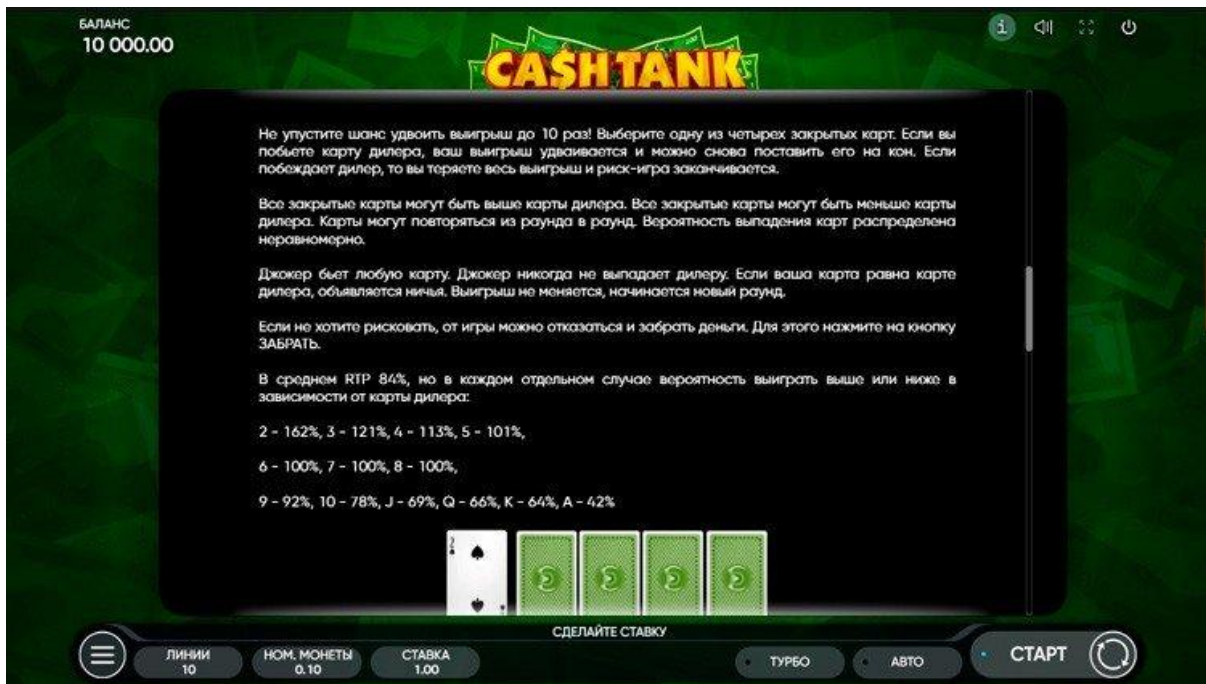 БАЛАНС
10 000.00
CA$H TANK
Не упустите шанс удвоить выигрыш до 10 раз! Выберите одну из четырех закрытых карт. Если вы
побьете карту дилера, ваш выигрыш удваивается и можно снова поставить его на кон. Если
побеждает дилер, то вы теряете весь выигрыш и риск-игра заканчивается.
Все закрытые карты могут быть выше карты дилера. Все закрытые карты могут быть меньше карты
дилера. Карты могут повторяться из раунда в раунд. Вероятность выпадения карт распределена
неравномерно.
Джокер бьет любую карту. Джокер никогда не выпадает дилеру. Если ваша карта равна карте
дилера, объявляется ничья. Выигрыш не меняется, начинается новый раунд.
Если не хотите рисковать, от игры можно отказаться и забрать деньги. Для этого нажмите на кнопку
ЗАБРАТЬ.
В среднем RTP 84%, но в каждом отдельном случае вероятность выиграть выше или ниже в
зависимости от карты дилера:
2 - 162%, 3 - 121%, 4 - 113%, 5 - 101%,
6 - 100%, 7 - 100%, 8 - 100%,
9 - 92%, 10 - 78%, J - 69%, Q - 66%, K - 64%, A - 42%
2
СДЕЛАЙТЕ СТАВКУ
ЛИНИИ
10
НОМ. МОНЕТЫ
0.10
СТАВКА
1.00
ТУРБО
АВТО
СТАРТ